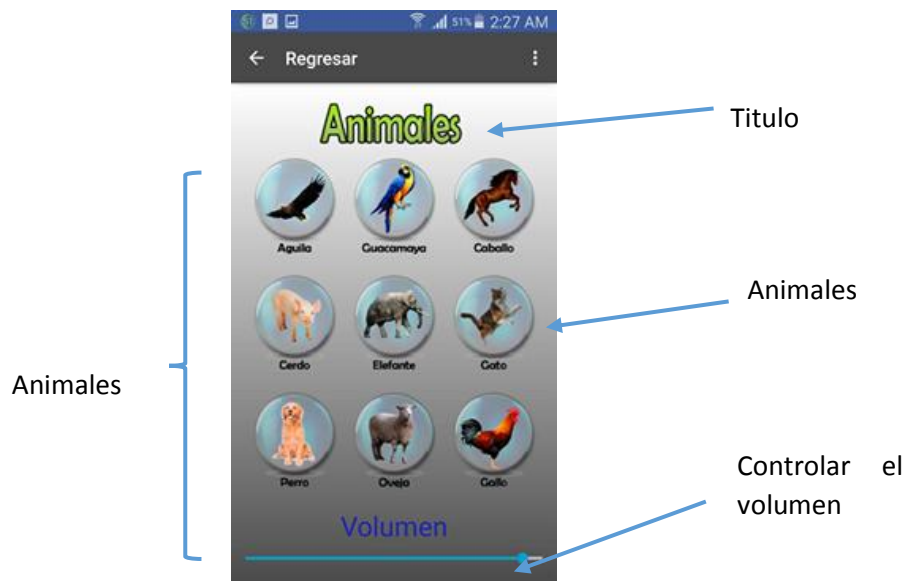 51% 2:27 AM
Regresar
Animales
Titulo
Aguila Guacamaya Caballo
Animales
Cerdo Elefante Gato
Animales
Perro Oveja Gallo
Controlar el
volumen
Volumen